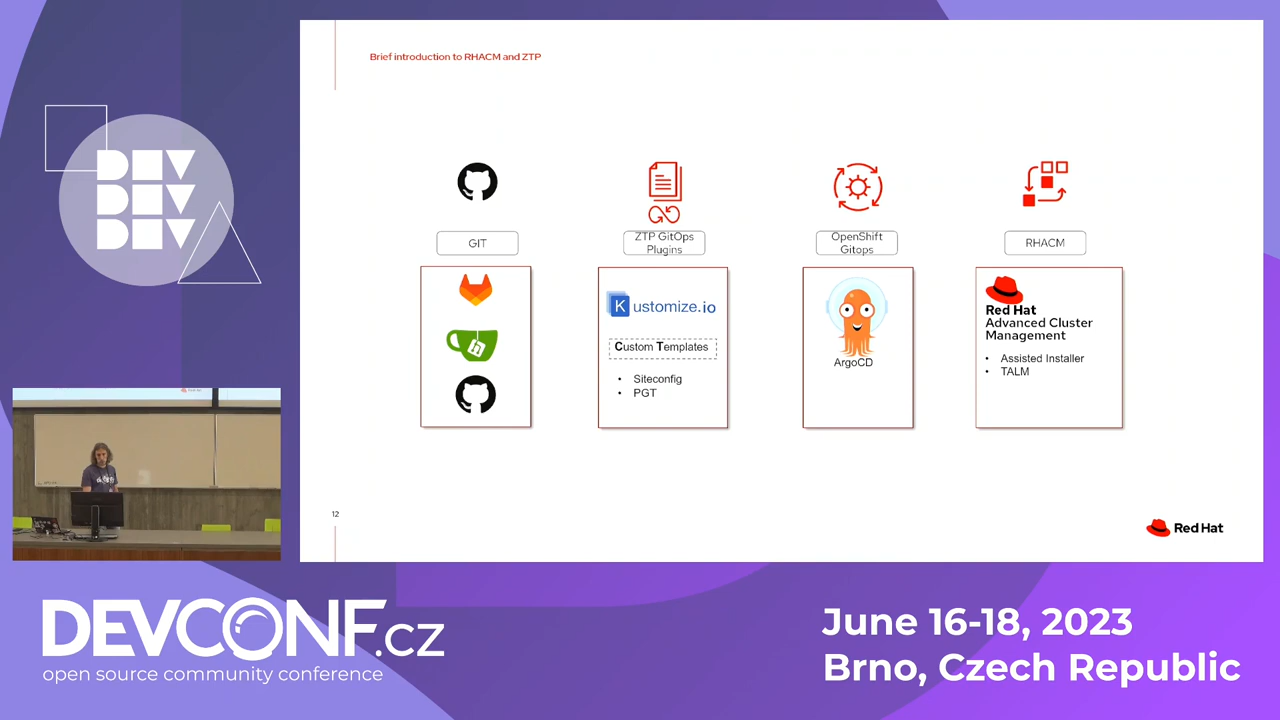 Brief introduction to RHACM and ZTP
GIT
ZTP GitOps
Plugins
OpenShift
Gitops
RHACM
K ustomize.io
Custom Templates
• Siteconfig
• PGT
ArgoCD
Red Hat
Advanced Cluster
Management
• Assisted Installer
• TALM
12
Red Hat
DEV
DEV
DEV
DEVCONF.cz
open source community conference
June 16-18, 2023
Brno, Czech Republic